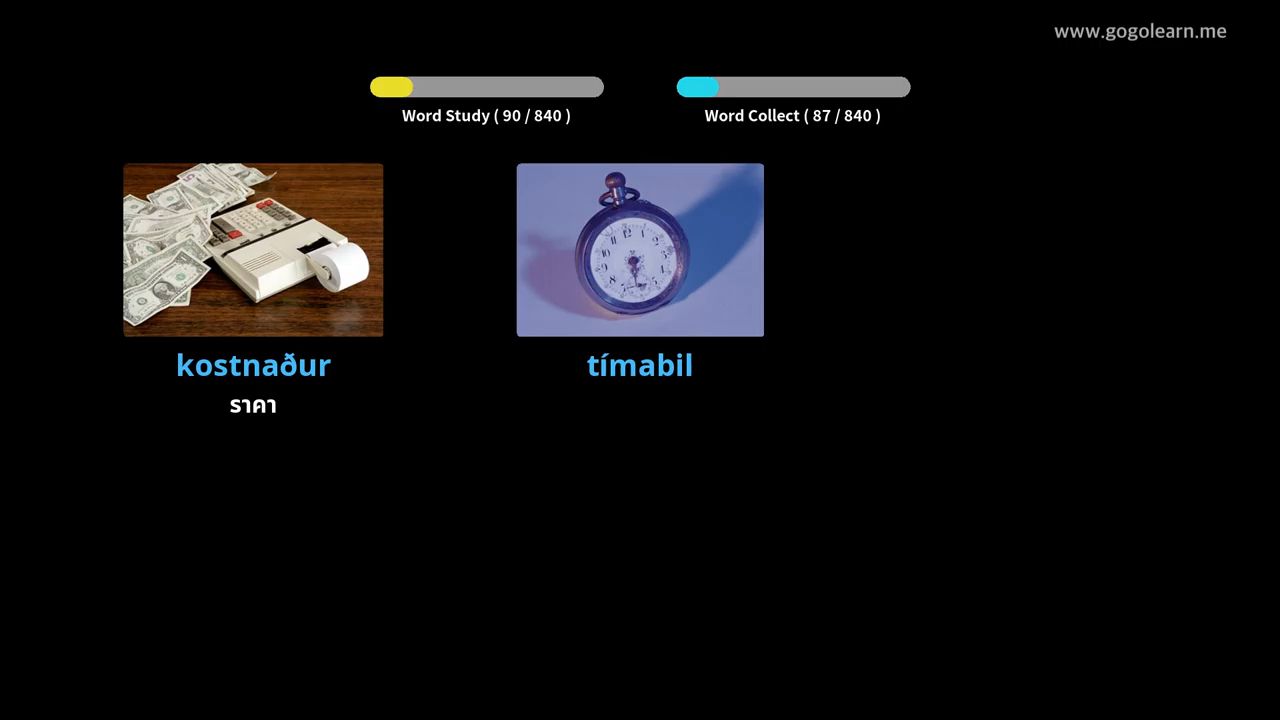 www.gogolearn.me
Word Study ( 90 / 840 )
Word Collect ( 87 / 840 )
kostnaður
ราคา
tímabil